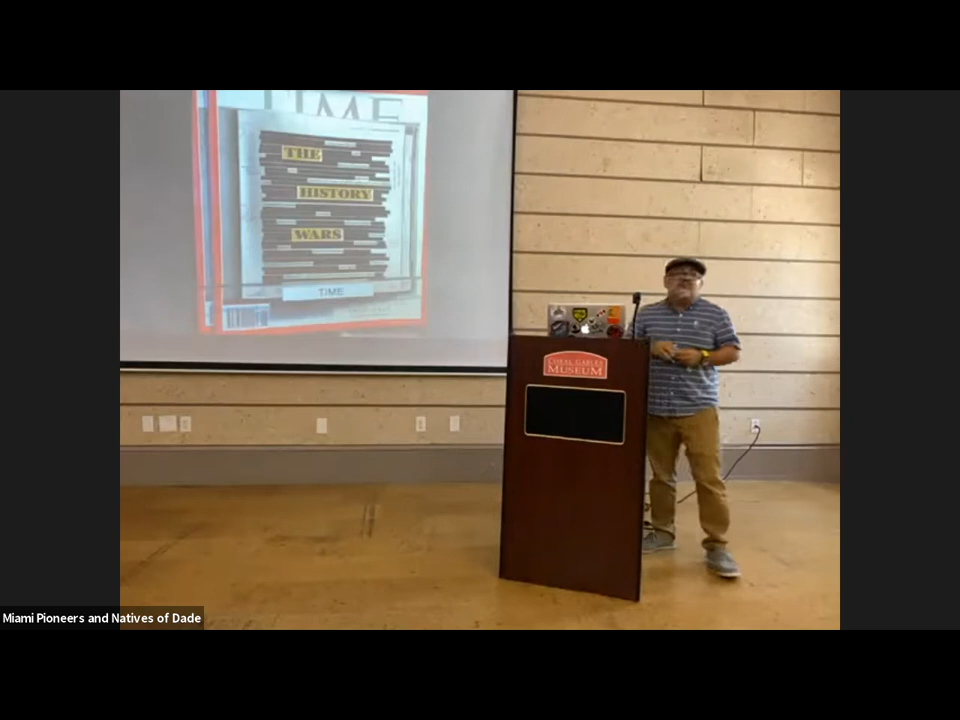 TIME
THE
HISTORY
WARS
TIME
CORAL GABLES
MUSEUM
Miami Pioneers and Natives of Dade